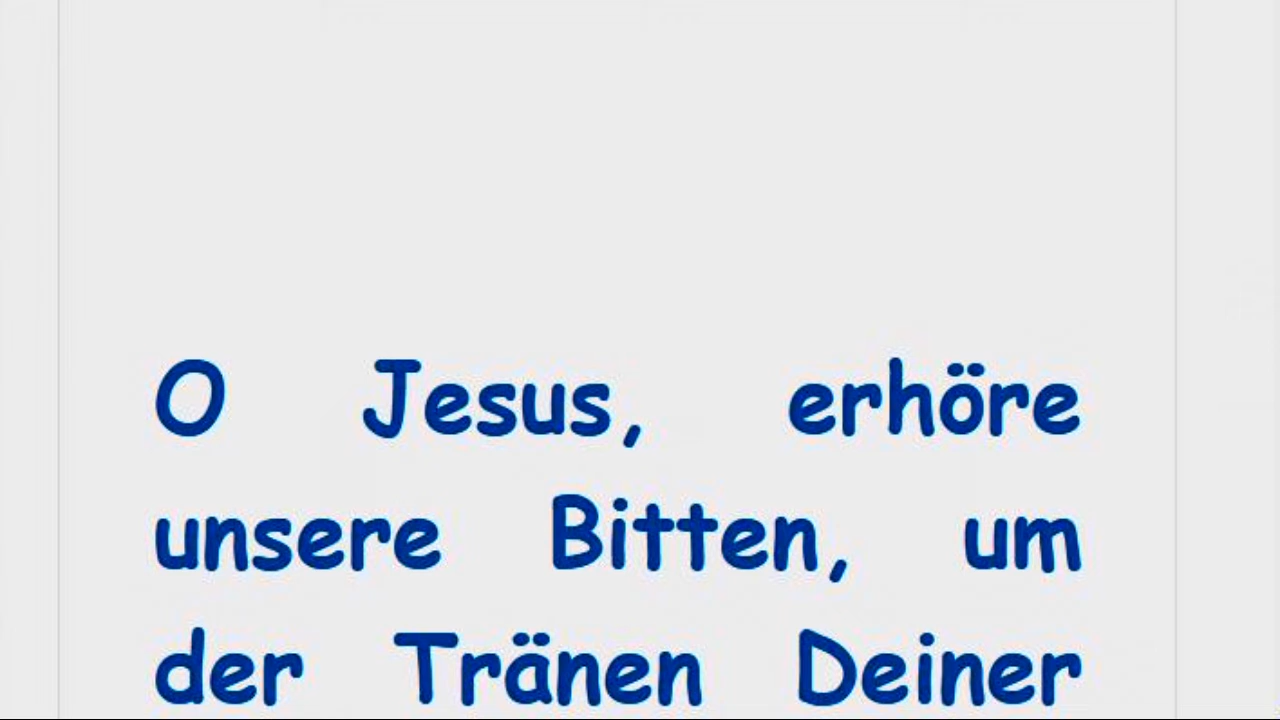 O Jesus, erhöre
unsere Bitten, um
der Tränen Deiner